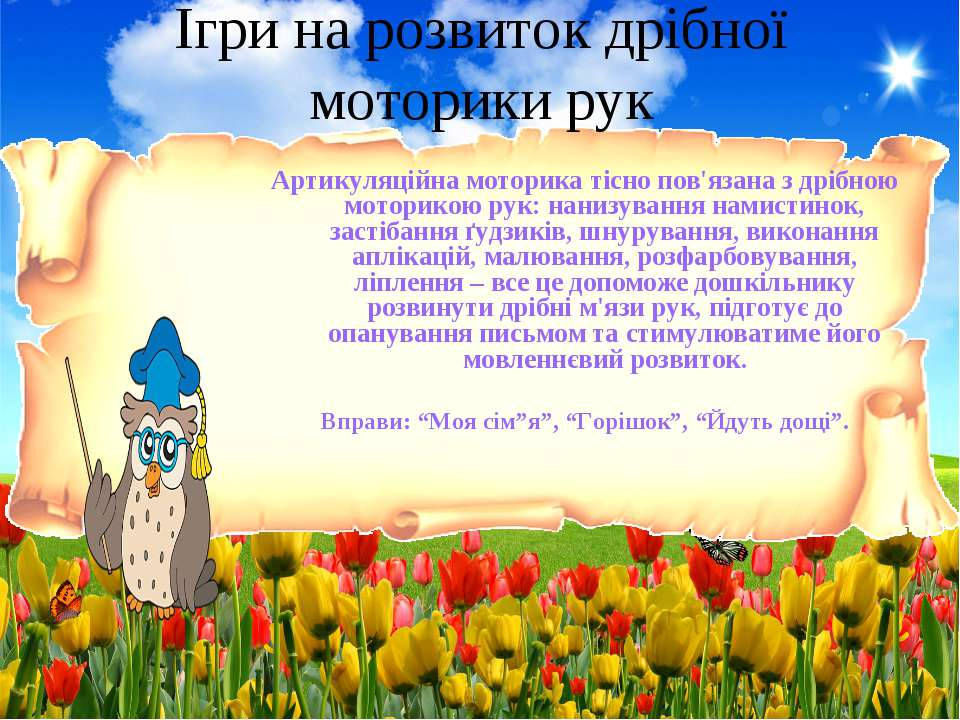 Ігри на розвиток дрібної
моторики рук
Артикуляційна моторика тісно пов'язана з дрібною
моторикою рук: нанизування намистинок,
застібання ґудзиків, шнурування, виконання
аплікацій, малювання, розфарбовування,
ліплення – все це допоможе дошкільнику
розвинути дрібні м'язи рук, підготує до
опанування письмом та стимулюватиме його
мовленнєвий розвиток.
Вправи: “Моя сім”я”, “Горішок”, “Йдуть дощі”.